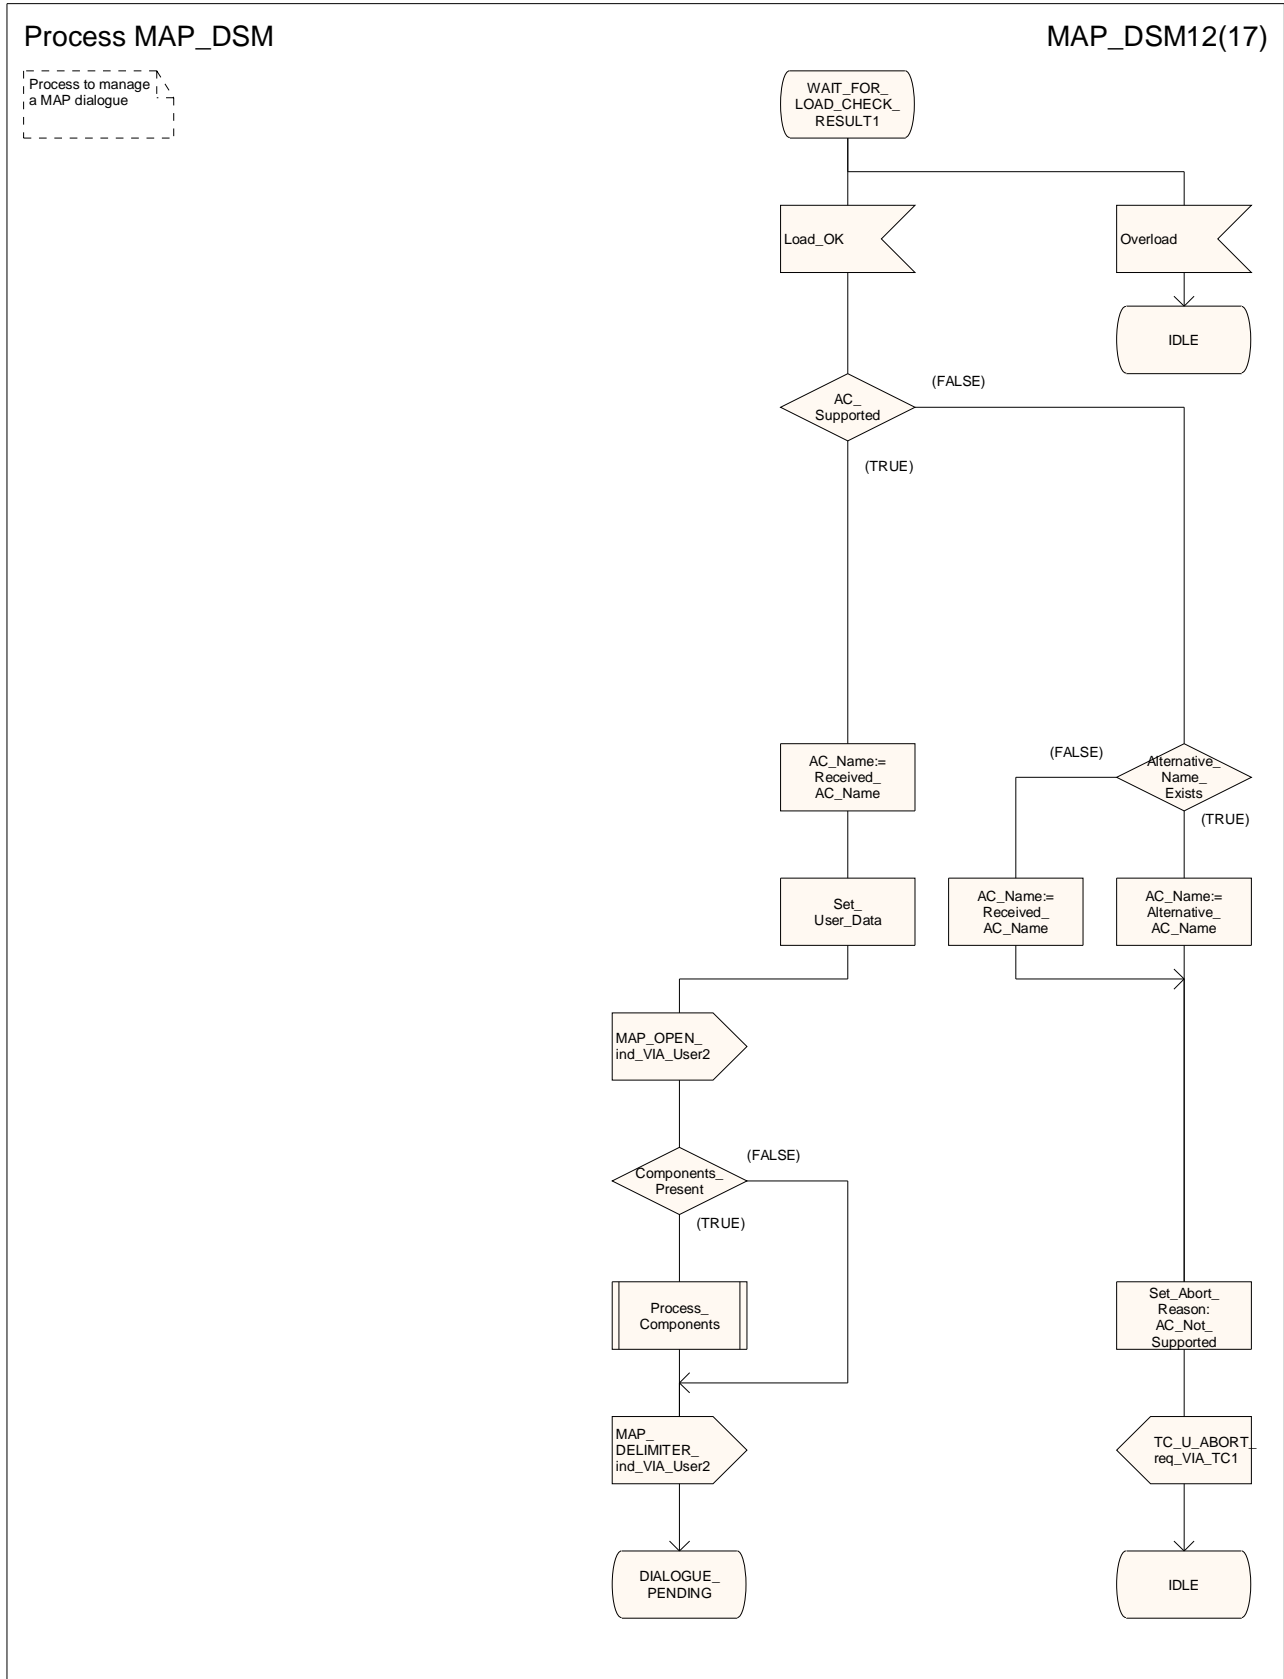 Process MAP_DSM
MAP_DSM12(17)
Process to manage
a MAP dialogue
WAIT_FOR_
LOAD_CHECK_
RESULT1
Load_OK
Overload
IDLE
AC_
Supported
(FALSE)
(TRUE)
AC_Name:=
Received_
AC_Name
(FALSE)
Alternative_
Name_
Exists
(TRUE)
Set_
User_Data
AC_Name:=
Received_
AC_Name
AC_Name:=
Alternative_
AC_Name
MAP_OPEN_
ind_VIA_User2
Components_
Present
(FALSE)
(TRUE)
Process_
Components
Set_Abort_
Reason:
AC_Not_
Supported
MAP_
DELIMITER_
ind_VIA_User2
TC_U_ABORT_
req_VIA_TC1
DIALOGUE_
PENDING
IDLE